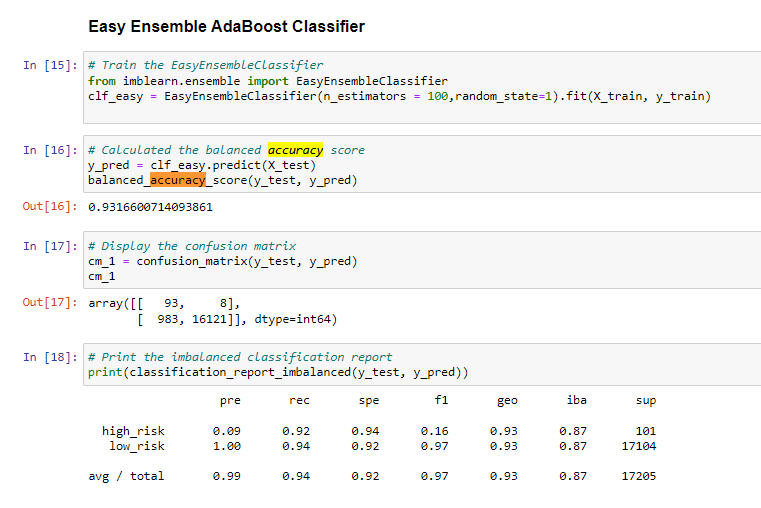 Easy Ensemble AdaBoost Classifier
In [15]: # Train the EasyEnsembleClassifier
from imblearn.ensemble import EasyEnsembleClassifier
clf_easy = EasyEnsembleClassifier(n_estimators = 100,random_state=1).fit(X_train, y_train)
In [16]: # Calculated the balanced accuracy score
y_pred = clf_easy.predict(X_test)
balanced_accuracy_score(y_test, y_pred)
Out[16]: 0.9316600714093861
In [17]: # Display the confusion matrix
cm_1 = confusion_matrix(y_test, y_pred)
cm_1
Out[17]: array([[   93,     8],
       [  983, 16121]], dtype=int64)
In [18]: # Print the imbalanced classification report
print(classification_report_imbalanced(y_test, y_pred))
pre rec spe f1 geo iba sup
high_risk 0.09 0.92 0.94 0.16 0.93 0.87 101
low_risk 1.00 0.94 0.92 0.97 0.93 0.87 17104
avg / total 0.99 0.94 0.92 0.97 0.93 0.87 17205